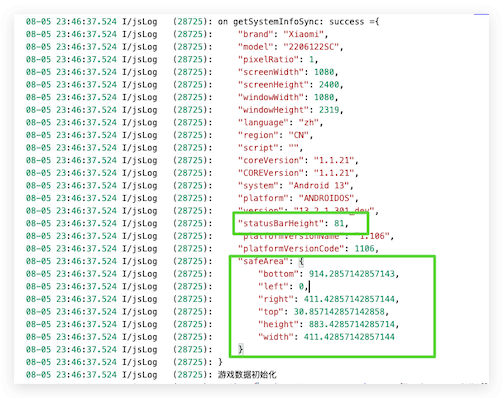 08-05 23:46:37.524 I/jsLog (28725): on getSystemInfoSync: success ={
08-05 23:46:37.524 I/jsLog (28725): "brand": "Xiaomi",
08-05 23:46:37.524 I/jsLog (28725): "model": "2206122SC",
08-05 23:46:37.524 I/jsLog (28725): "pixelRatio": 1,
08-05 23:46:37.524 I/jsLog (28725): "screenWidth": 1080,
08-05 23:46:37.524 I/jsLog (28725): "screenHeight": 2400,
08-05 23:46:37.524 I/jsLog (28725): "windowWidth": 1080,
08-05 23:46:37.524 I/jsLog (28725): "windowHeight": 2319,
08-05 23:46:37.524 I/jsLog (28725): "language": "zh",
08-05 23:46:37.524 I/jsLog (28725): "region": "CN",
08-05 23:46:37.524 I/jsLog (28725): "script": "",
08-05 23:46:37.524 I/jsLog (28725): "coreVersion": "1.1.21",
08-05 23:46:37.524 I/jsLog (28725): "COREVersion": "1.1.21",
08-05 23:46:37.524 I/jsLog (28725): "system": "Android 13",
08-05 23:46:37.524 I/jsLog (28725): "platform": "ANDROIDOS",
08-05 23:46:37.524 I/jsLog (28725): "version": "13.2.1.301_dev",
08-05 23:46:37.524 I/jsLog (28725): "statusBarHeight": 81,
08-05 23:46:37.524 I/jsLog (28725): "platformVersionName": "1.106",
08-05 23:46:37.524 I/jsLog (28725): "platformVersionCode": 1106,
08-05 23:46:37.524 I/jsLog (28725): "safeArea": {
08-05 23:46:37.524 I/jsLog (28725): "bottom": 914.2857142857143,
08-05 23:46:37.524 I/jsLog (28725): "left": 0,
08-05 23:46:37.524 I/jsLog (28725): "right": 411.42857142857144,
08-05 23:46:37.524 I/jsLog (28725): "top": 30.857142857142858,
08-05 23:46:37.524 I/jsLog (28725): "height": 883.4285714285714,
08-05 23:46:37.524 I/jsLog (28725): "width": 411.42857142857144
08-05 23:46:37.524 I/jsLog (28725): }
08-05 23:46:37.524 I/jsLog (28725): }
08-05 23:46:37.524 I/jsLog (28725): 游戏数据初始化